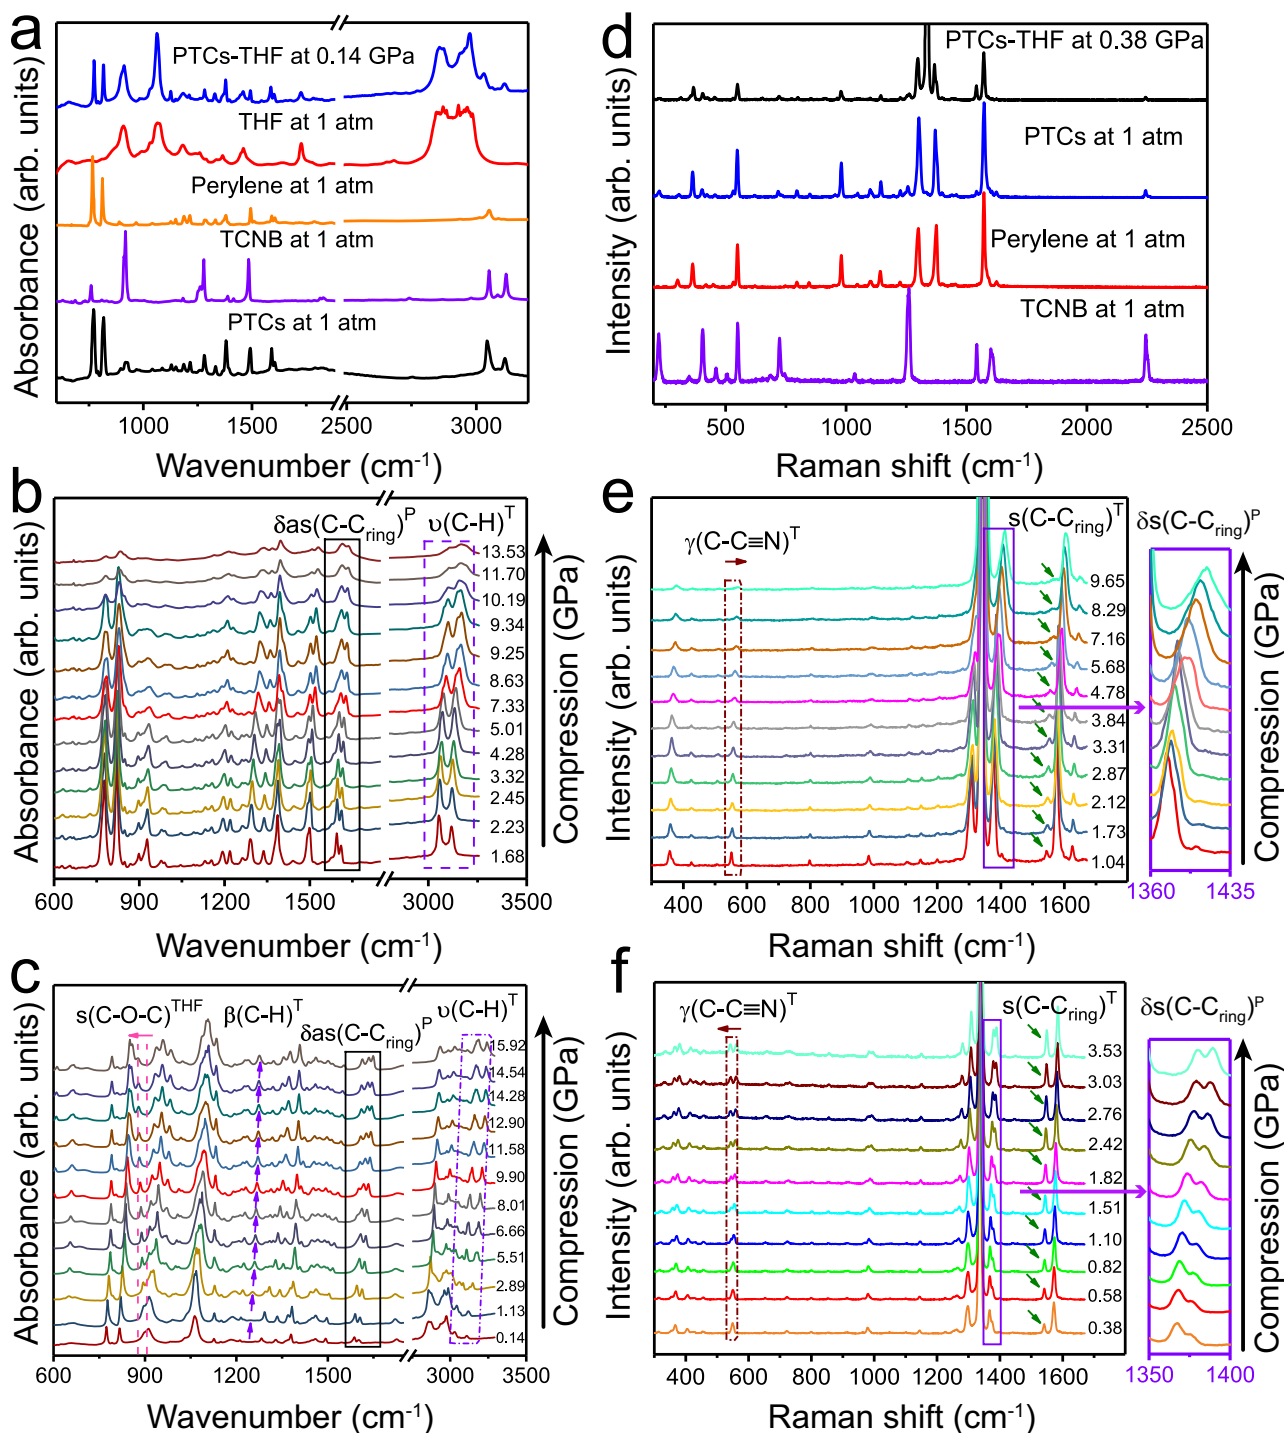 a
PTCs-THF at 0.14 GPa
THF at 1 atm
Perylene at 1 atm
TCNB at 1 atm
PTCs at 1 atm
Absorbance (arb. units)
1000 1500 3000
Wavenumber (cm-1)
d
PTCs-THF at 0.38 GPa
PTCs at 1 atm
Perylene at 1 atm
TCNB at 1 atm
Intensity (arb. units)
500 1000 1500 2000 2500
Raman shift (cm-1)
b
δas(C-Cring)P υ(C-H)T
13.53
11.70
10.19
9.34
9.25
8.63
7.33
5.01
4.28
3.32
2.45
2.23
1.68
Absorbance (arb. units)
Compression (GPa)
600 900 1200 1500 3000 3500
Wavenumber (cm-1)
e
γ(C-C≡N)T
s(C-Cring)T
δs(C-Cring)P
9.65
8.29
7.16
5.68
4.78
3.84
3.31
2.87
2.12
1.73
1.04
Intensity (arb. units)
Compression (GPa)
400 600 800 1000 1200 1400 1600
1360 1435
Raman shift (cm-1)
c
s(C-O-C)THF
β(C-H)T
δas(C-Cring)P
υ(C-H)T
15.92
14.54
14.28
12.90
11.58
9.90
8.01
6.66
5.51
2.89
1.13
0.14
Absorbance (arb. units)
Compression (GPa)
600 900 1200 1500 3000 3500
Wavenumber (cm-1)
f
γ(C-C≡N)T
s(C-Cring)T
δs(C-Cring)P
3.53
3.03
2.76
2.42
1.82
1.51
1.10
0.82
0.58
0.38
Intensity (arb. units)
Compression (GPa)
400 600 800 1000 1200 1400 1600
1350 1400
Raman shift (cm-1)